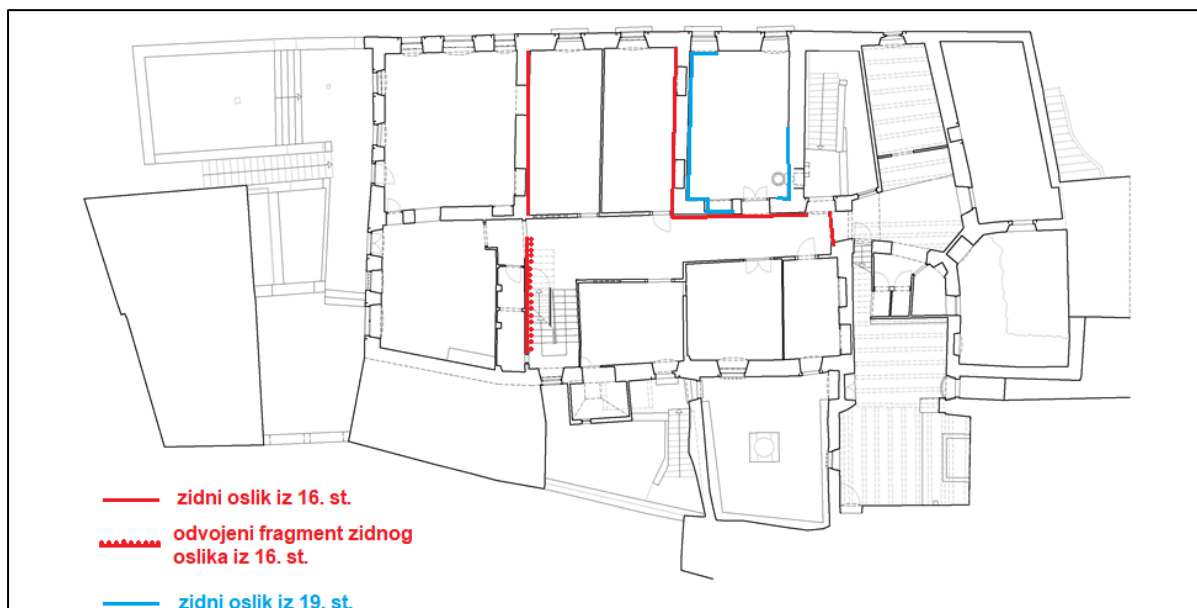 zidni oslik iz 16. st.
odvojeni fragment zidnog
oslika iz 16. st.
zidni oslik iz 19. st.